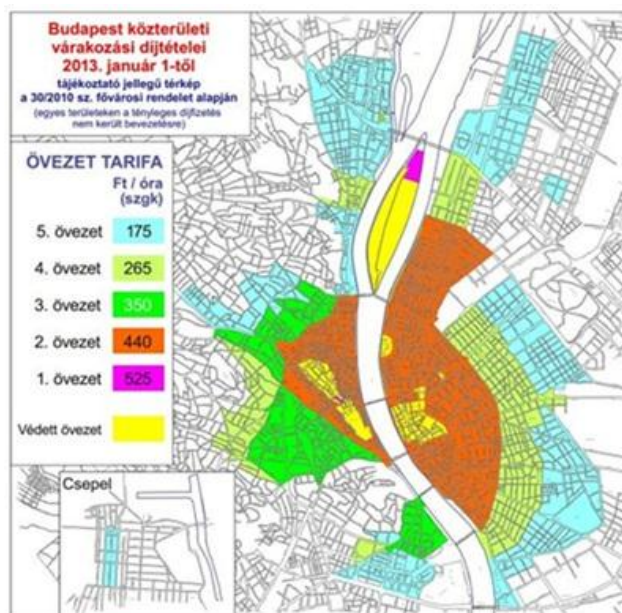 Budapest közterületi
várakozási díjtételei
2013. január 1-től
tájékoztató jellegű térkép
a 30/2010 sz. fővárosi rendelet alapján
(egyes területeken a tényleges díjfizetés
nem került bevezetésre)
ÖVEZET TARIFA
Ft / óra
(szgk)
5. övezet 175
4. övezet 265
3. övezet 350
2. övezet 440
1. övezet 525
Védett övezet
Csepel